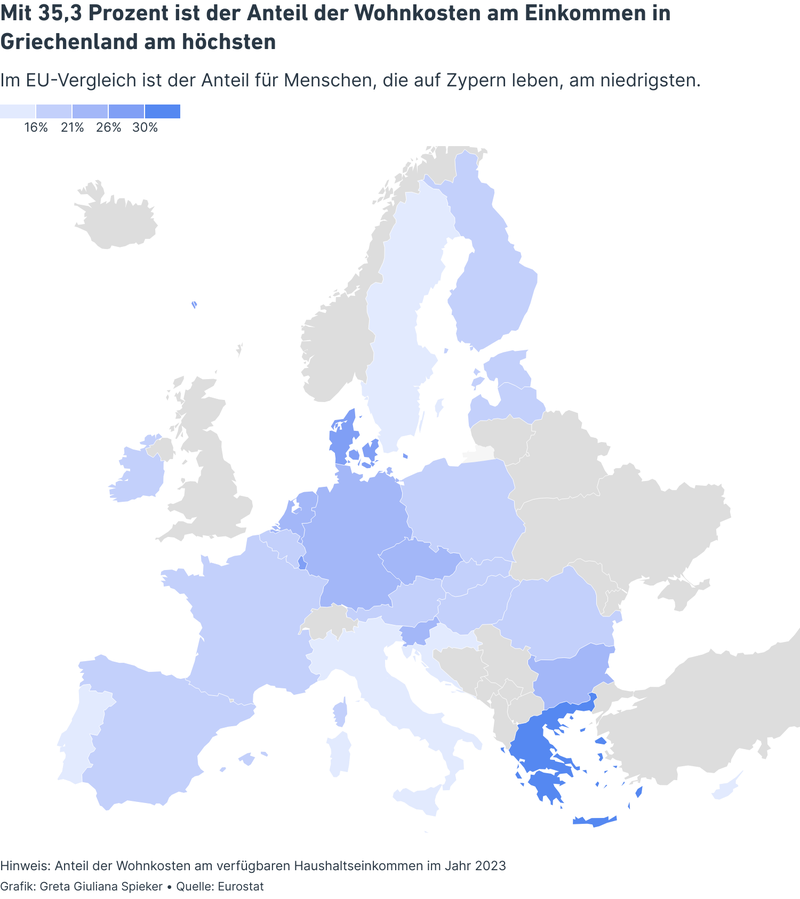 Mit 35,3 Prozent ist der Anteil der Wohnkosten am Einkommen in
Griechenland am höchsten
Im EU-Vergleich ist der Anteil für Menschen, die auf Zypern leben, am niedrigsten.
16% 21% 26% 30%
Hinweis: Anteil der Wohnkosten am verfügbaren Haushaltseinkommen im Jahr 2023
Grafik: Greta Giuliana Spieker • Quelle: Eurostat